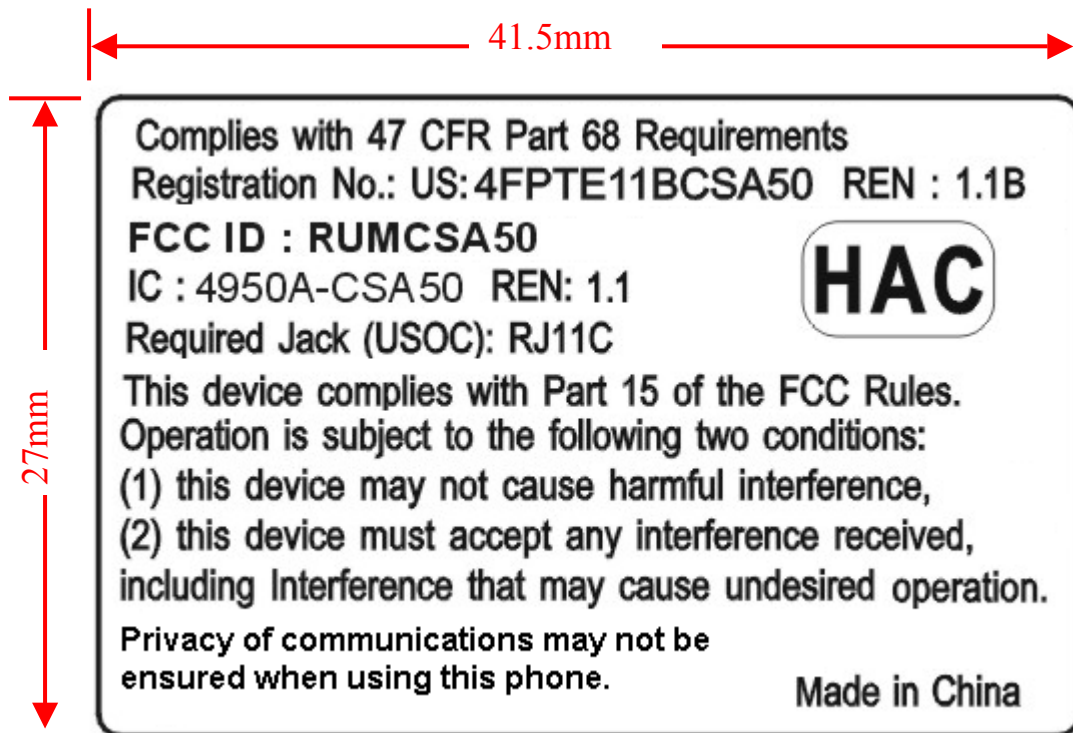 41.5mm
27mm
Complies with 47 CFR Part 68 Requirements
Registration No.: US: 4FPTE11BCSA50 REN : 1.1B
FCC ID : RUMCSA50
IC : 4950A-CSA50 REN: 1.1
HAC
Required Jack (USOC): RJ11C
This device complies with Part 15 of the FCC Rules.
Operation is subject to the following two conditions:
(1) this device may not cause harmful interference,
(2) this device must accept any interference received,
including Interference that may cause undesired operation.
Privacy of communications may not be
ensured when using this phone.
Made in China